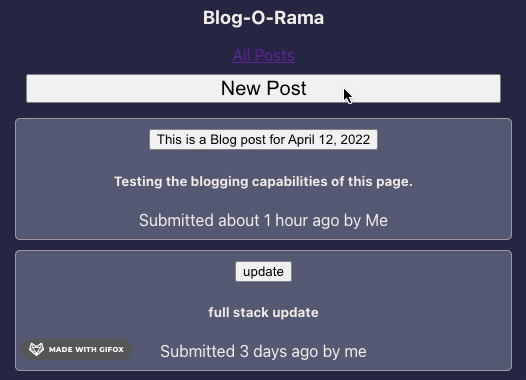 Blog-O-Rama
All Posts
New Post
This is a Blog post for April 12, 2022
Testing the blogging capabilities of this page.
Submitted about 1 hour ago by Me
update
full stack update
MADE WITH GIFOX
Submitted 3 days ago by me